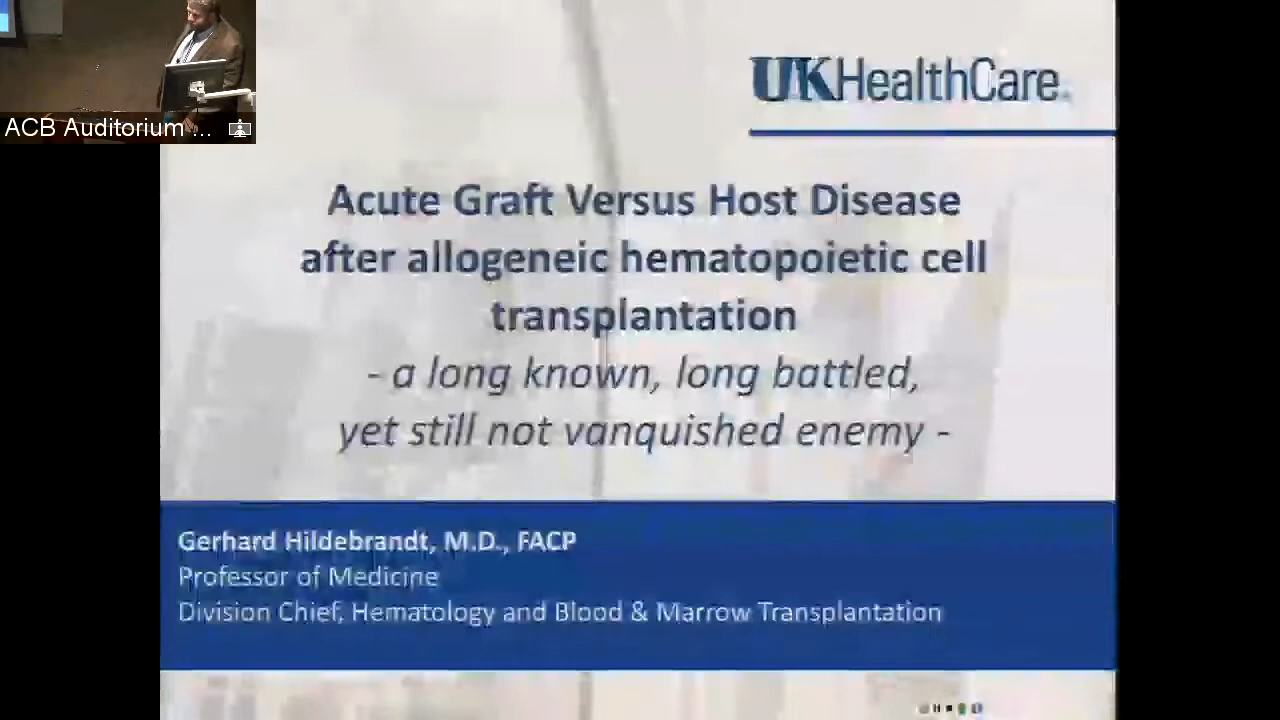 ACB Auditorium ...
UKHealthCare.
Acute Graft Versus Host Disease
after allogeneic hematopoietic cell
transplantation
- a long known, long battled,
yet still not vanquished enemy -
Gerhard Hildebrandt, M.D., FACP
Professor of Medicine
Division Chief, Hematology and Blood & Marrow Transplantation